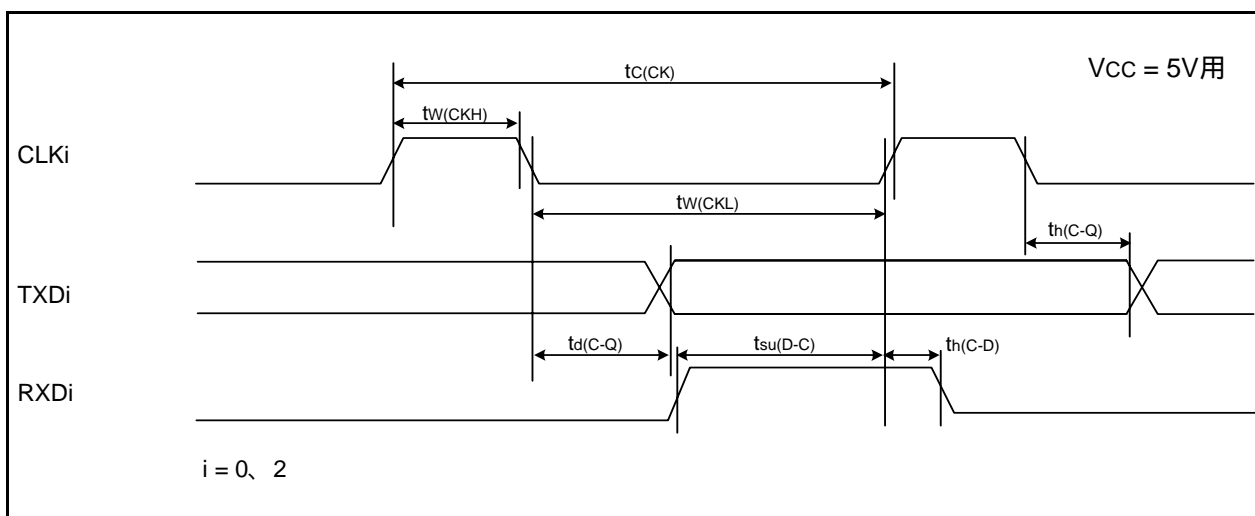 VCC = 5V用
tC(CK)
tW(CKH)
CLKi
tW(CKL)
th(C-Q)
TXDi
td(C-Q)
tsu(D-C)
th(C-D)
RXDi
i = 0、2